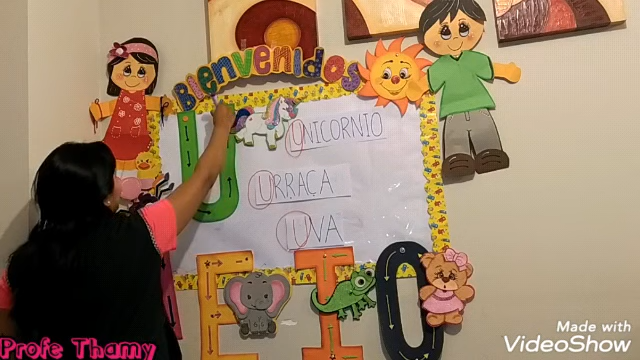 Bienvenidos
U
UNICORNIO
URRACA
UVA
E I O
Profe Thamy
Made with
VideoShow